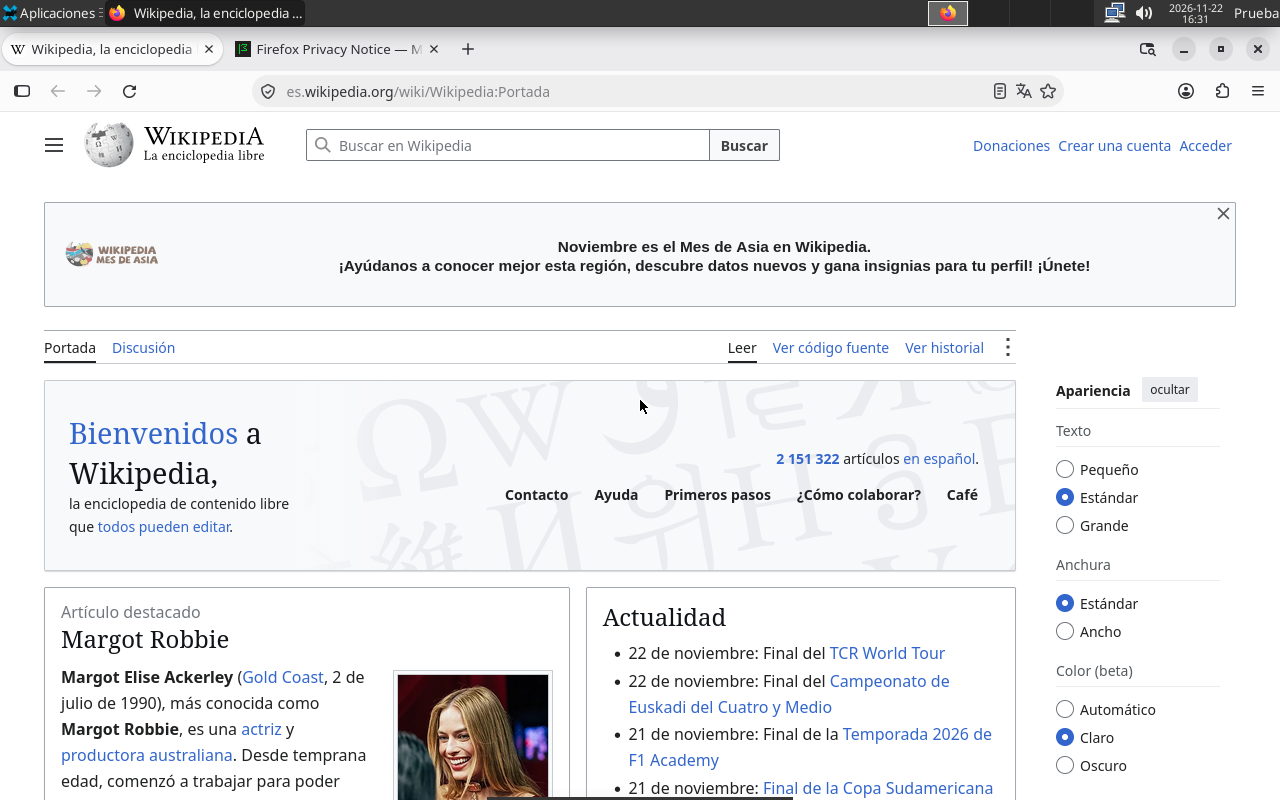 Aplicaciones
Wikipedia, la enciclopedia ...
2026-11-22
16:31
Prueba
Wikipedia, la enciclopedia
Firefox Privacy Notice — M
es.wikipedia.org/wiki/Wikipedia:Portada
WIKIPEDIA
La enciclopedia libre
Buscar en Wikipedia
Buscar
Donaciones
Crear una cuenta
Acceder
WIKIPEDIA
MES DE ASIA
Noviembre es el Mes de Asia en Wikipedia.
¡Ayúdanos a conocer mejor esta región, descubre datos nuevos y gana insignias para tu perfil! ¡Únete!
Portada
Discusión
Leer
Ver código fuente
Ver historial
Bienvenidos a
Wikipedia,
la enciclopedia de contenido libre
que todos pueden editar.
2 151 322 artículos en español.
Contacto
Ayuda
Primeros pasos
¿Cómo colaborar?
Café
Artículo destacado
Margot Robbie
Margot Elise Ackerley (Gold Coast, 2 de
julio de 1990), más conocida como
Margot Robbie, es una actriz y
productora australiana. Desde temprana
edad, comenzó a trabajar para poder
Actualidad
22 de noviembre: Final del TCR World Tour
22 de noviembre: Final del Campeonato de
Euskadi del Cuatro y Medio
21 de noviembre: Final de la Temporada 2026 de
F1 Academy
21 de noviembre: Final de la Copa Sudamericana
Apariencia
ocultar
Texto
Pequeño
Estándar
Grande
Anchura
Estándar
Ancho
Color (beta)
Automático
Claro
Oscuro